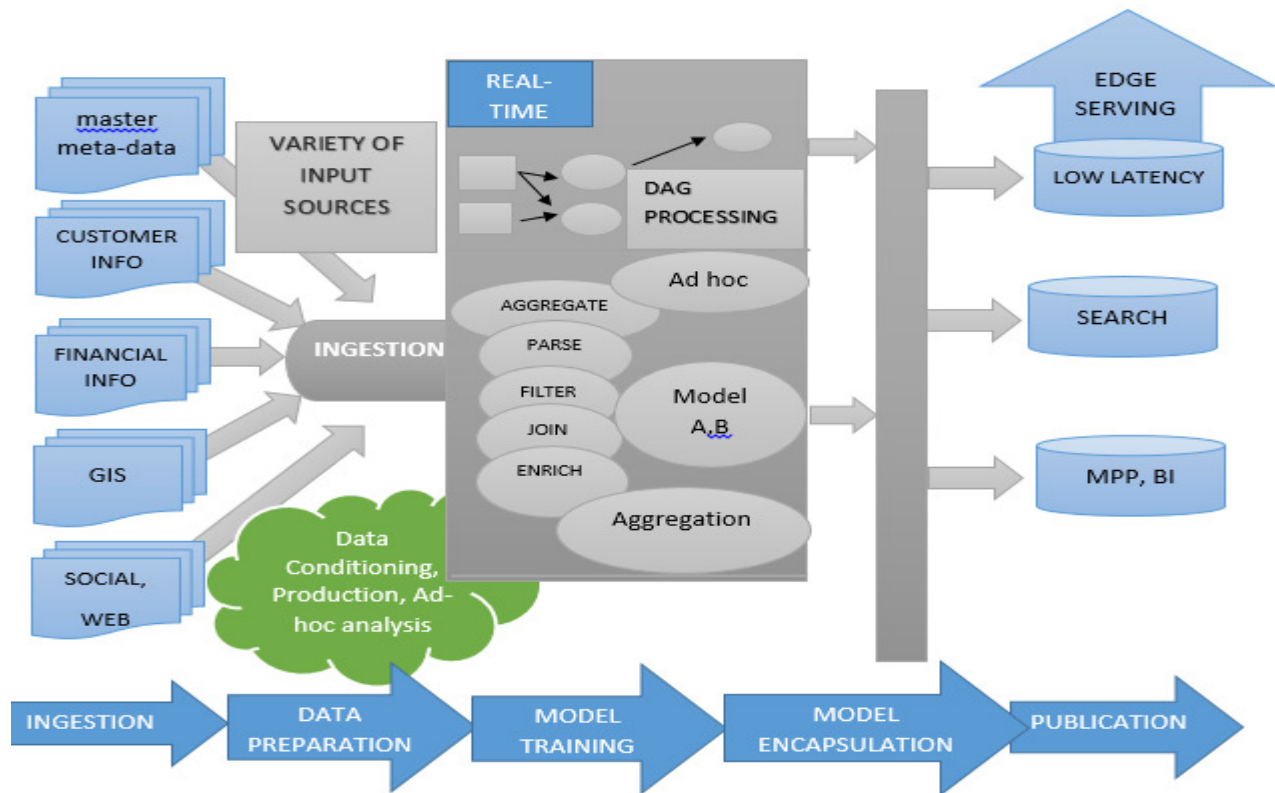 master
meta-data
VARIETY OF
INPUT
SOURCES
CUSTOMER
INFO
FINANCIAL
INFO
GIS
SOCIAL,
WEB
INGESTION
Data
Conditioning,
Production, Ad-
hoc analysis
REAL-
TIME
DAG
PROCESSING
Ad hoc
AGGREGATE
PARSE
FILTER
JOIN
ENRICH
Model
A,B
Aggregation
EDGE
SERVING
LOW LATENCY
SEARCH
MPP, BI
INGESTION
DATA
PREPARATION
MODEL
TRAINING
MODEL
ENCAPSULATION
PUBLICATION